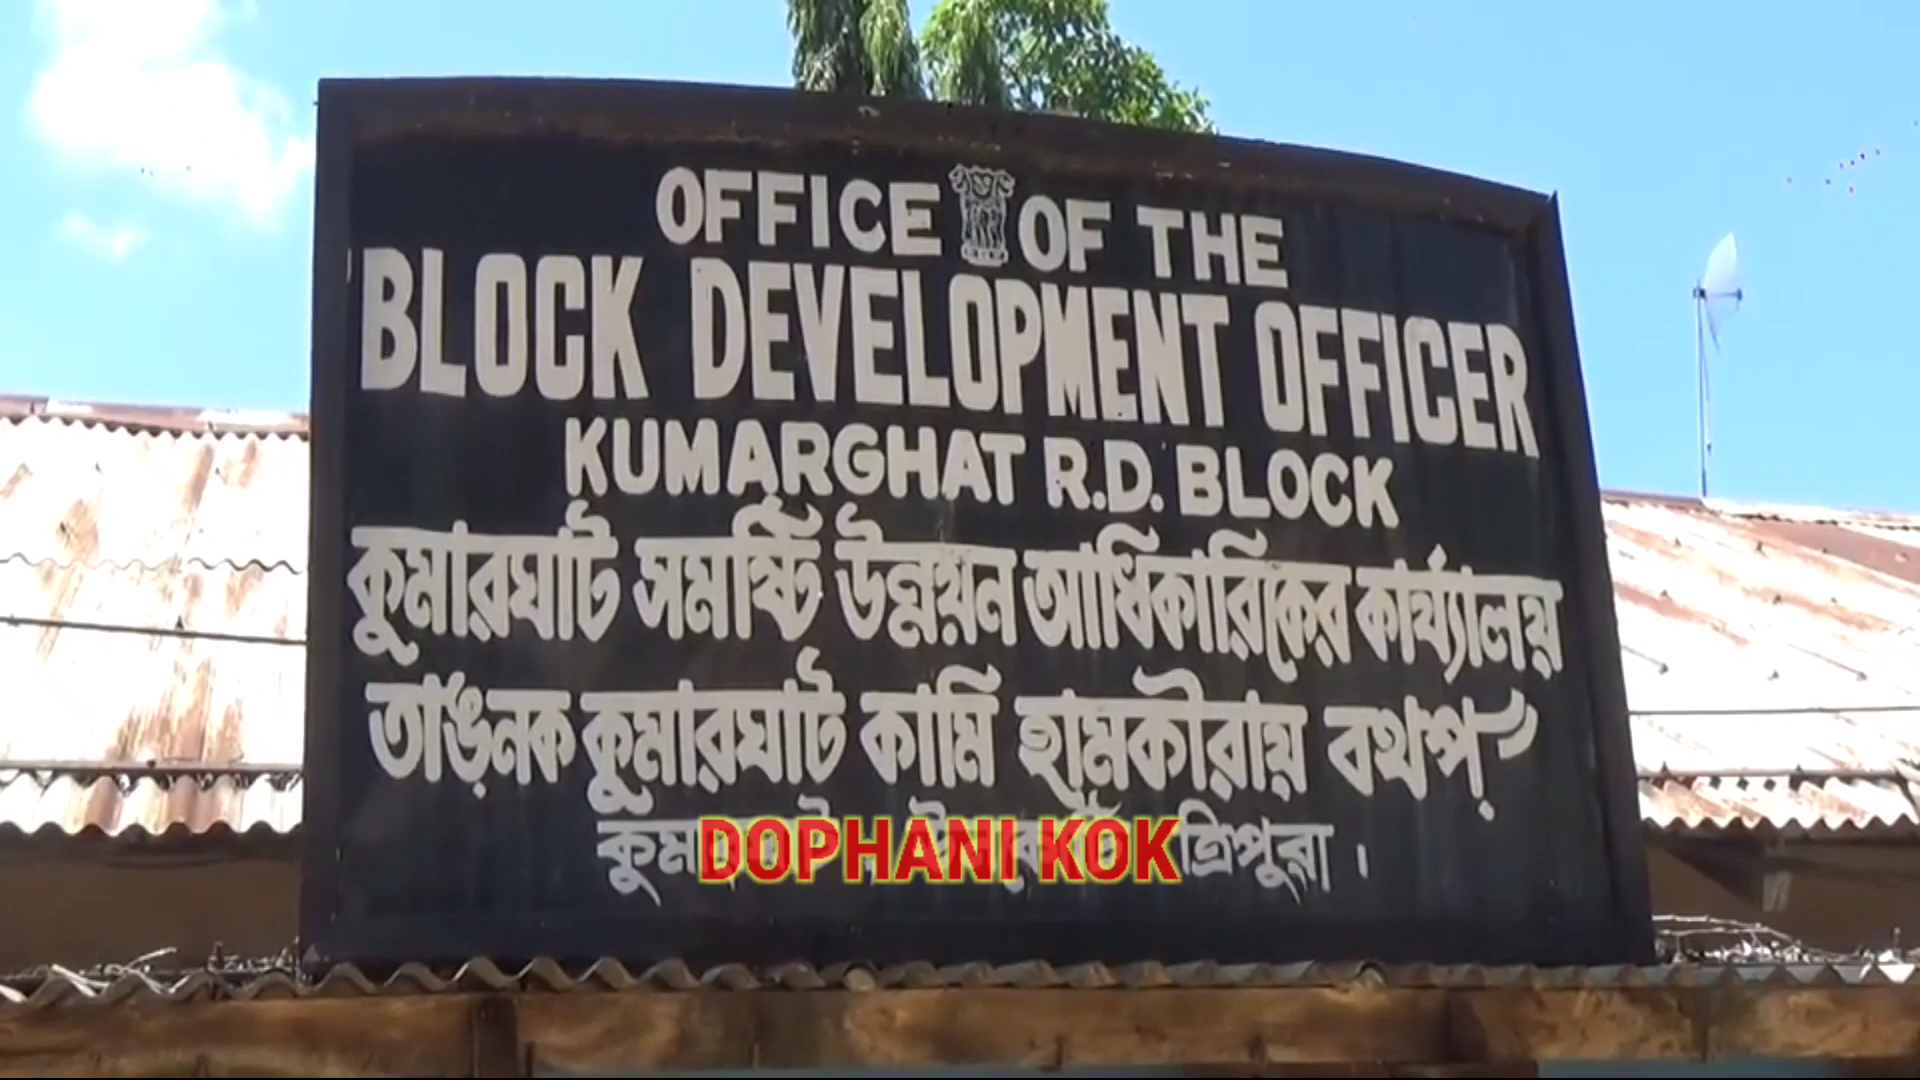 OFFICE OF THE
BLOCK DEVELOPMENT OFFICER
KUMARGHAT R.D. BLOCK
কুমারঘাট সমষ্টি উন্নয়ন আধিকারিকের কার্য্যালয়
তাঙনক কুমারঘাট কামি হামকীরায় বথপ্
DOPHANI KOK
ত্রিপুরা।